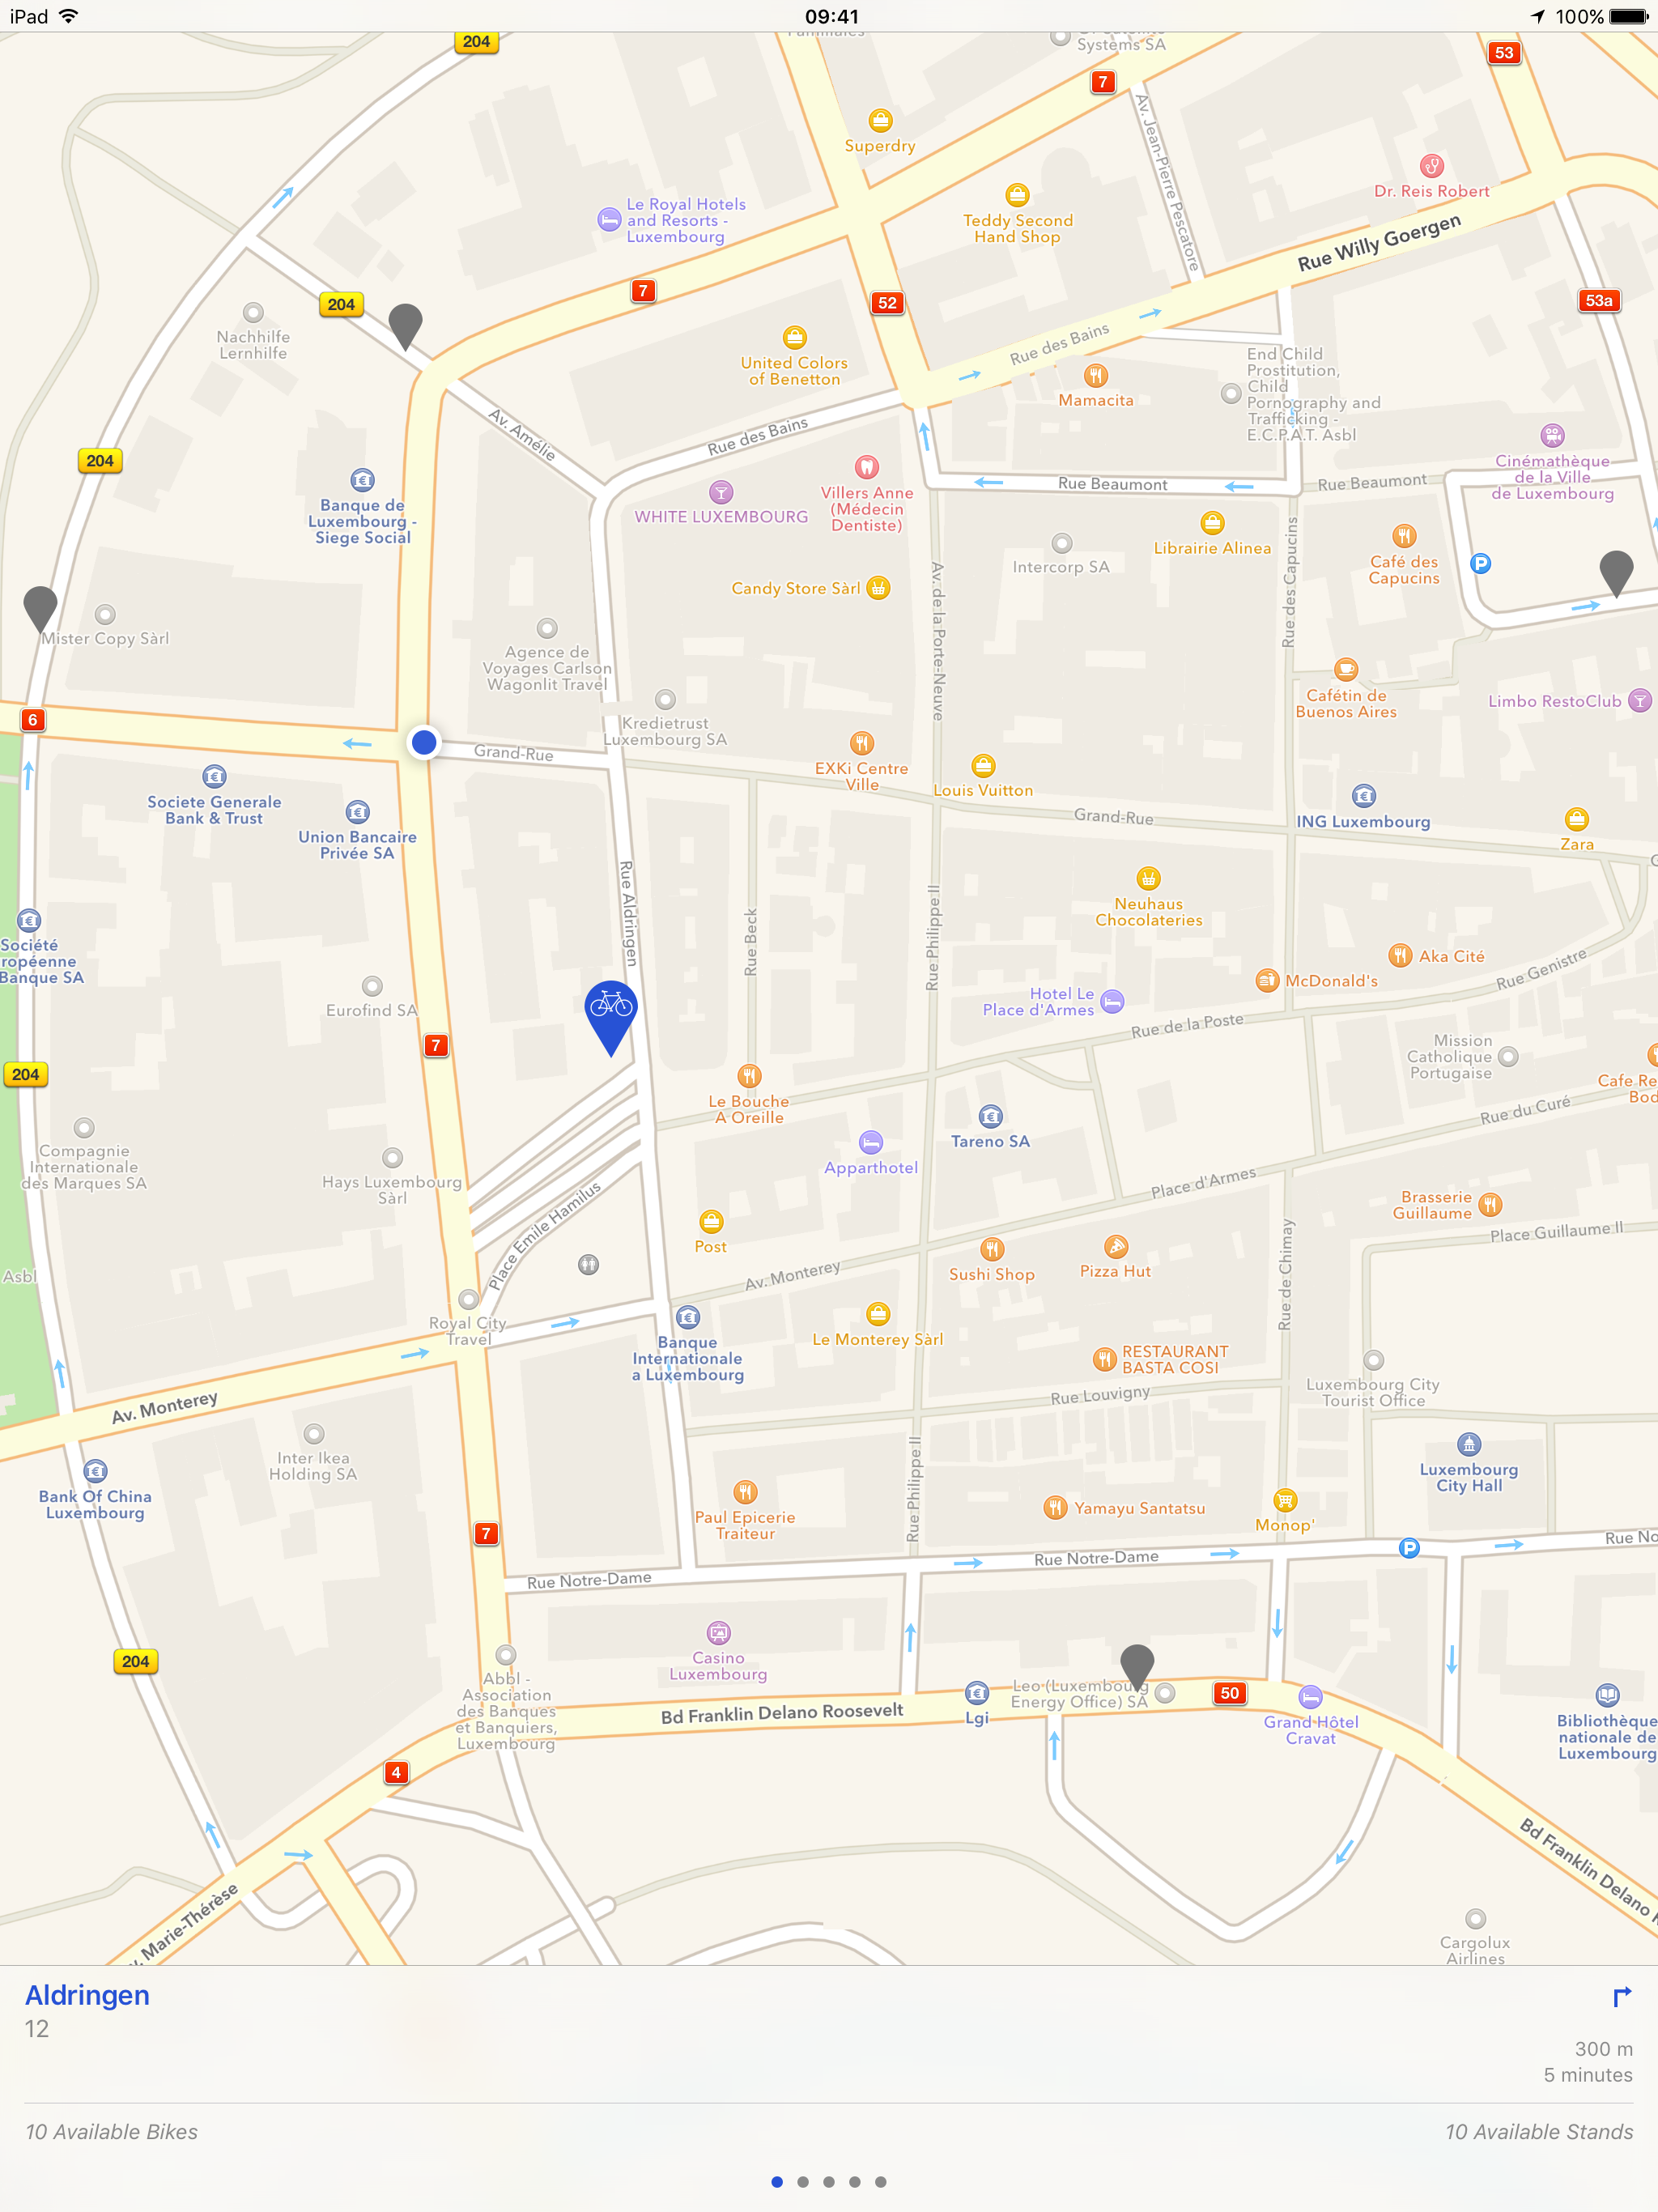 iPad
09:41
100%
204
Systems SA
53
7
Av. Jean-Pierre Pescatore
Superdry
Dr. Reis Robert
Le Royal Hotels
and Resorts -
Luxembourg
Teddy Second
Hand Shop
Rue Willy Goergen
7
52
53a
204
Nachhilfe
Lernhilfe
United Colors
of Benetton
Rue des Bains
End Child
Prostitution,
Child
Pornography and
Trafficking -
E.C.P.A.T. Asbl
Mamacita
Av. Amélie
Rue des Bains
204
Cinémathèque
de la Ville
de Luxembourg
Banque de
Luxembourg -
Siege Social
WHITE LUXEMBOURG
Villers Anne
(Médecin
Dentiste)
Rue Beaumont
Rue Beaumont
Librairie Alinea
Intercorp SA
Café des
Capucins
P
Candy Store Sàrl
Av. de la Porte-Neuve
Rue des Capucins
Mister Copy Sàrl
Agence de
Voyages Carlson
Wagonlit Travel
Kredietrust
Luxembourg SA
Cafétin de
Buenos Aires
Limbo RestoClub
6
Grand-Rue
EXKi Centre
Ville
Louis Vuitton
Societe Generale
Bank & Trust
Union Bancaire
Privée SA
Grand-Rue
ING Luxembourg
Zara
Rue Aldringen
Rue Beck
Rue Philippe II
Neuhaus
Chocolateries
Société
ropéenne
Banque SA
Aka Cité
McDonald's
Rue Genistre
Eurofind SA
Hotel Le
Place d'Armes
Rue de la Poste
7
204
Mission
Catholique
Portugaise
Cafe Re
Bod
Le Bouche
A Oreille
Rue du Curé
Tareno SA
Compagnie
Internationale
des Marques SA
Hays Luxembourg
Sàrl
Apparthotel
Place d'Armes
Brasserie
Guillaume
Place Guillaume II
Place Emile Hamilus
Post
Asbl
Av. Monterey
Sushi Shop
Pizza Hut
Rue de Chimay
Royal City
Travel
Banque
Internationale
a Luxembourg
Le Monterey Sàrl
RESTAURANT
BASTA COSI
Luxembourg City
Tourist Office
Av. Monterey
Rue Louvigny
Inter Ikea
Holding SA
Luxembourg
City Hall
Bank Of China
Luxembourg
Rue Philippe II
Paul Epicerie
Traiteur
Yamayu Santatsu
Monop'
7
Rue Notre-Dame
Rue Notre-Dame
P
Rue No
204
Casino
Luxembourg
Abbl -
Association
des Banques
et Banquiers,
Luxembourg
Leo (Luxembourg
Energy Office) SA
50
Lgi
Bd Franklin Delano Roosevelt
Grand Hôtel
Cravat
Bibliothèque
nationale de
Luxembourg
4
Bd Franklin Delano
Marie-Thérèse
Cargolux
Airlines
Aldringen
12
300 m
5 minutes
10 Available Bikes
10 Available Stands